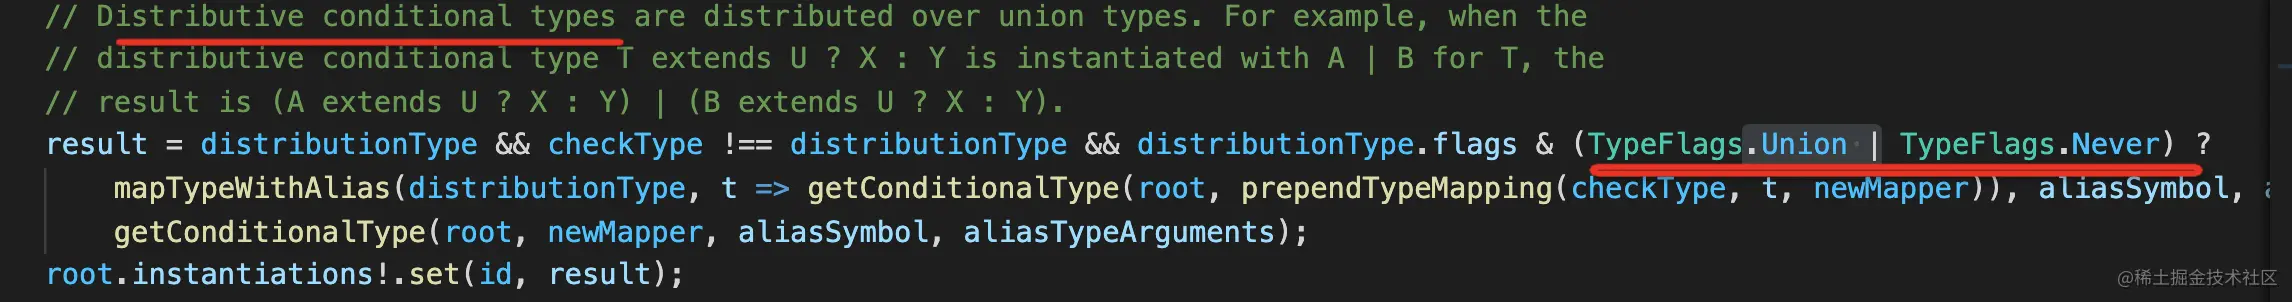 // Distributive conditional types are distributed over union types. For example, when the
// distributive conditional type T extends U ? X : Y is instantiated with A | B for T, the
// result is (A extends U ? X : Y) | (B extends U ? X : Y).
result = distributionType && checkType !== distributionType && distributionType.flags & (TypeFlags.Union | TypeFlags.Never) ?
mapTypeWithAlias(distributionType, t => getConditionalType(root, prependTypeMapping(checkType, t, newMapper)), aliasSymbol,
getConditionalType(root, newMapper, aliasSymbol, aliasTypeArguments);
root.instantiations!.set(id, result);
@稀土掘金技术社区